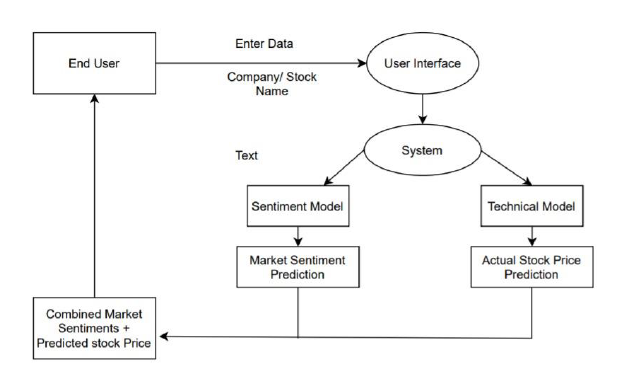 Enter Data
End User
User Interface
Company/ Stock
Name
System
Text
Sentiment Model
Technical Model
Market Sentiment
Prediction
Actual Stock Price
Prediction
Combined Market
Sentiments +
Predicted stock Price